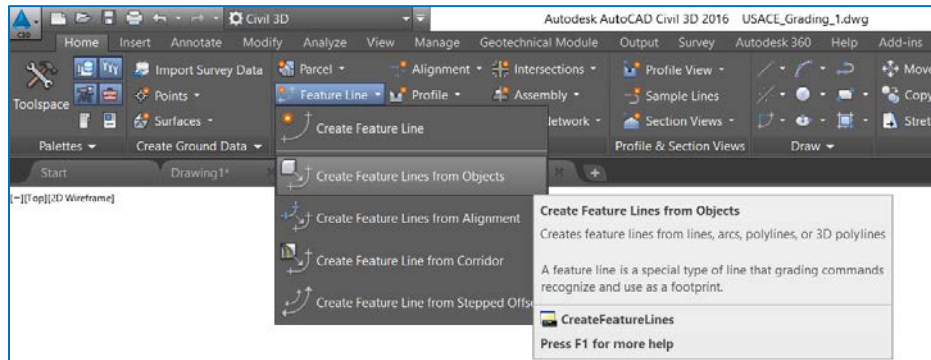 Civil 3D
Autodesk AutoCAD Civil 3D 2016 USACE_Grading_1.dwg
C3D
Home Insert Annotate Modify Analyze View Manage Geotechnical Module Output Survey Autodesk 360 Help Add-ins
Toolspace
Import Survey Data
Points
Surfaces
Parcel
Feature Line
Alignment
Profile
Intersections
Assembly
Network
Profile View
Sample Lines
Section Views
Move
Copy
Stret
Palettes
Create Ground Data
Profile & Section Views
Draw
Start
Drawing1*
[−][Top][2D Wireframe]
Create Feature Line
Create Feature Lines from Objects
Create Feature Lines from Alignment
Create Feature Line from Corridor
Create Feature Line from Stepped Offs
Create Feature Lines from Objects
Creates feature lines from lines, arcs, polylines, or 3D polylines
A feature line is a special type of line that grading commands
recognize and use as a footprint.
CreateFeatureLines
Press F1 for more help